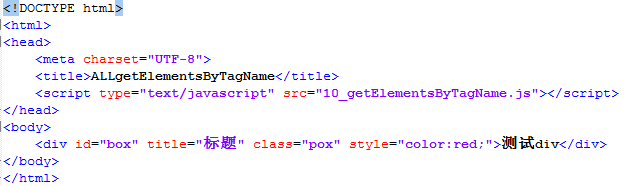 <!DOCTYPE html>
<html>
<head>
    <meta charset="UTF-8">
    <title>ALLgetElementsByTagName</title>
    <script type="text/javascript" src="10_getElementsByTagName.js"></script>
</head>
<body>
    <div id="box" title="标题" class="pox" style="color:red;">测试div</div>
</body>
</html>